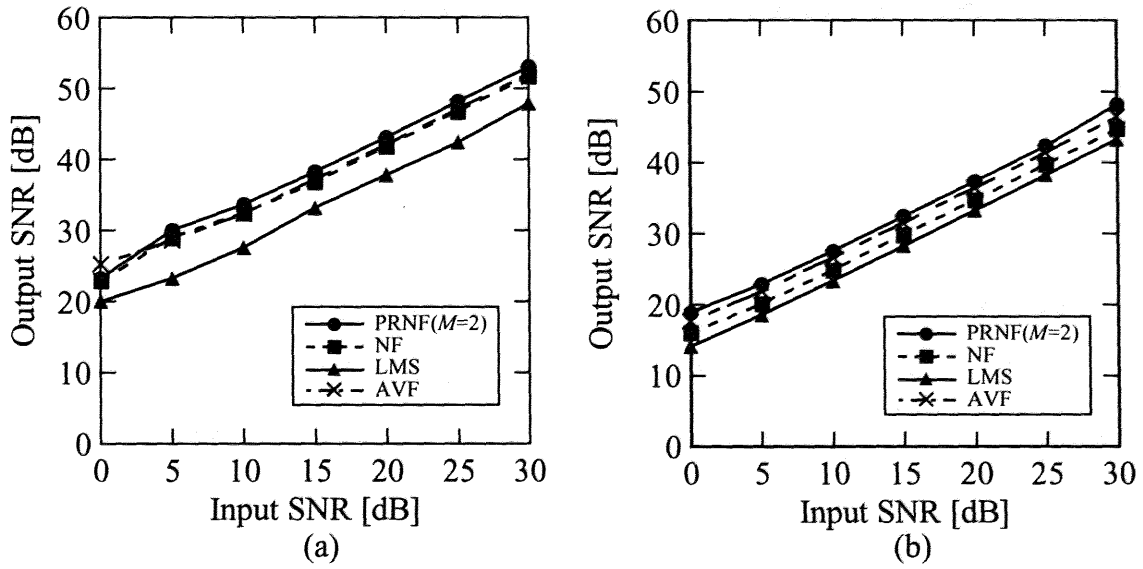 60
50
40
30
20
10
0
Output SNR [dB]
PRNF(M=2)
NF
LMS
AVF
0 5 10 15 20 25 30
Input SNR [dB]
(a)
60
50
40
30
20
10
0
Output SNR [dB]
PRNF(M=2)
NF
LMS
AVF
0 5 10 15 20 25 30
Input SNR [dB]
(b)